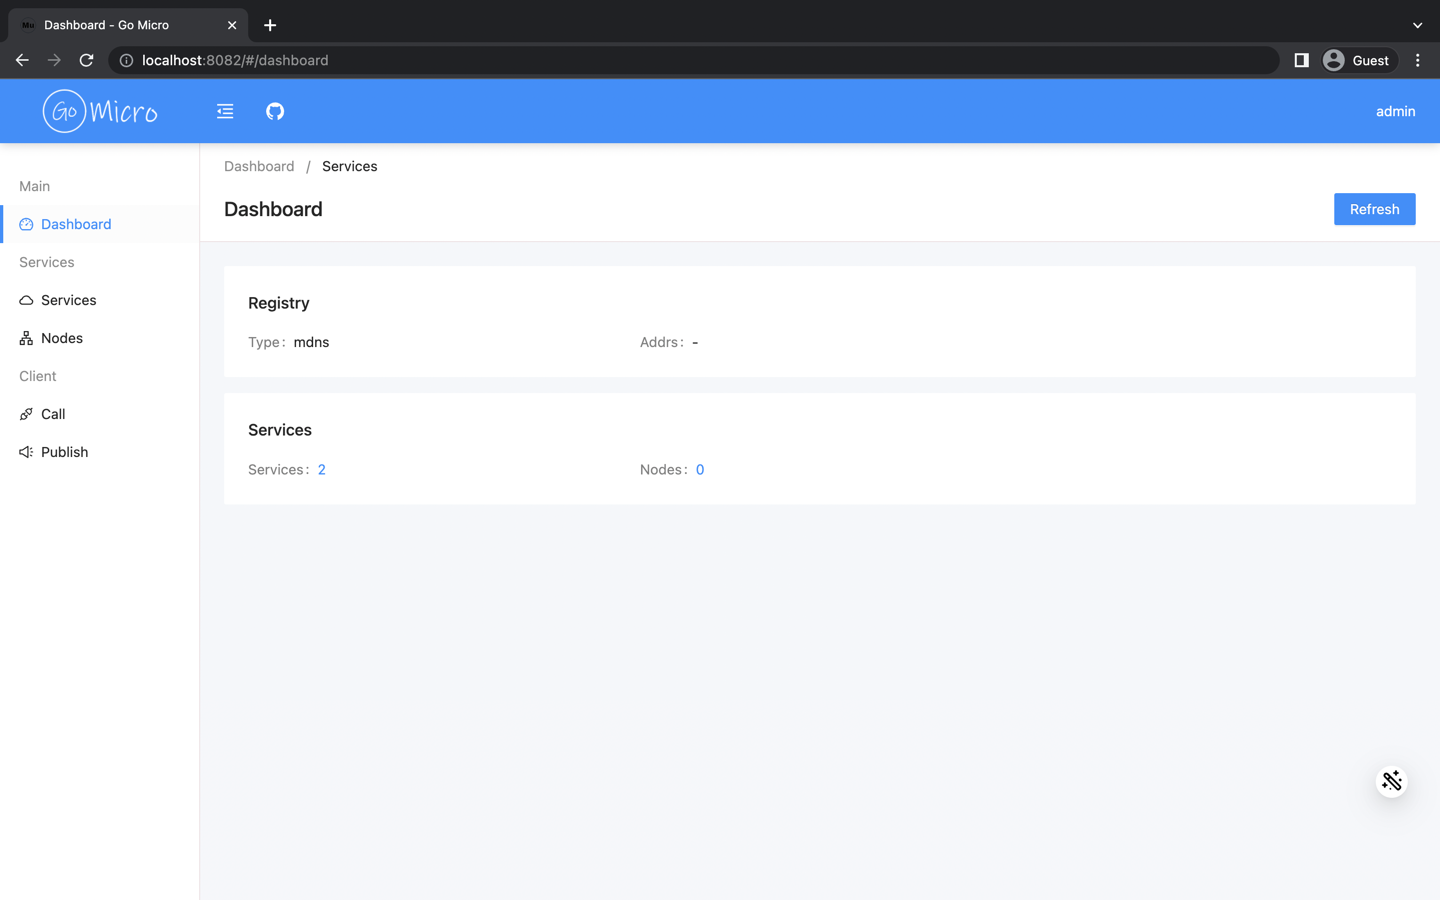 Mu Dashboard - Go Micro
localhost:8082/#/dashboard
Guest
Go Micro
admin
Main
Dashboard
Services
Services
Nodes
Client
Call
Publish
Dashboard / Services
Dashboard
Refresh
Registry
Type: mdns
Addrs: -
Services
Services: 2
Nodes: 0